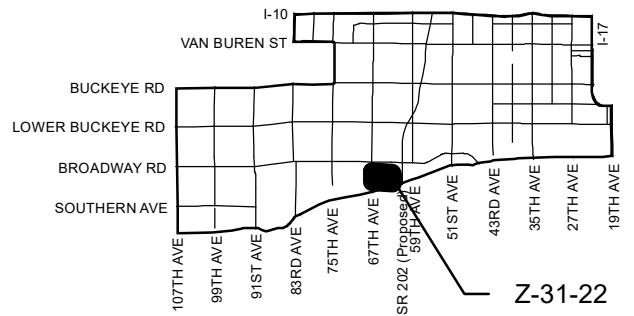 I-10
I-17
VAN BUREN ST
BUCKEYE RD
LOWER BUCKEYE RD
BROADWAY RD
SOUTHERN AVE
107TH AVE
99TH AVE
91ST AVE
83RD AVE
75TH AVE
67TH AVE
SR 202 (Proposed)
59TH AVE
51ST AVE
43RD AVE
35TH AVE
27TH AVE
19TH AVE
Z-31-22